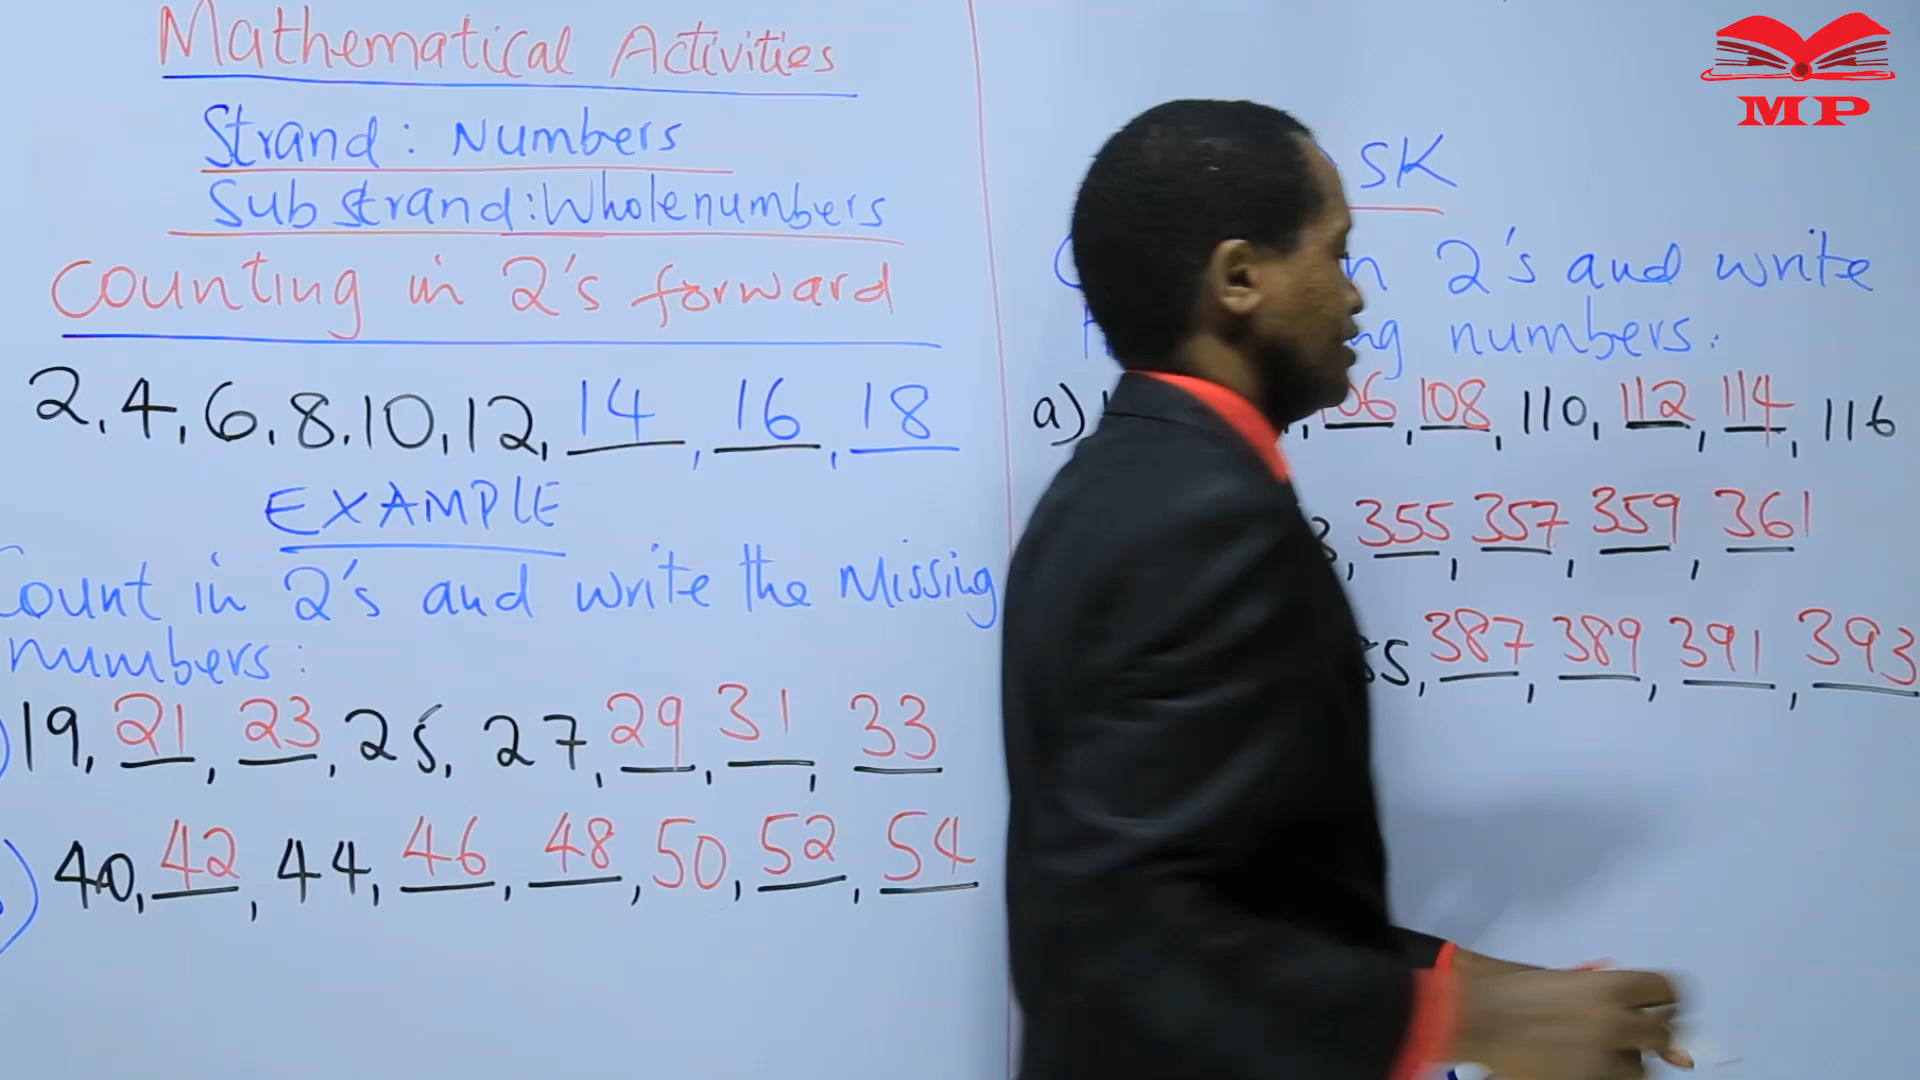 Mathematical Activities
Strand: Numbers
Sub strand: Whole numbers
Counting in 2's forward
2, 4, 6, 8, 10, 12, 14, 16, 18
EXAMPLE
Count in 2's and write the Missing
numbers:
19, 21, 23, 25, 27, 29, 31, 33
40, 42, 44, 46, 48, 50, 52, 54
MP
SK
2's and write
numbers:
a) 106, 108, 110, 112, 114, 116
355, 357, 359, 361
387, 389, 391, 393